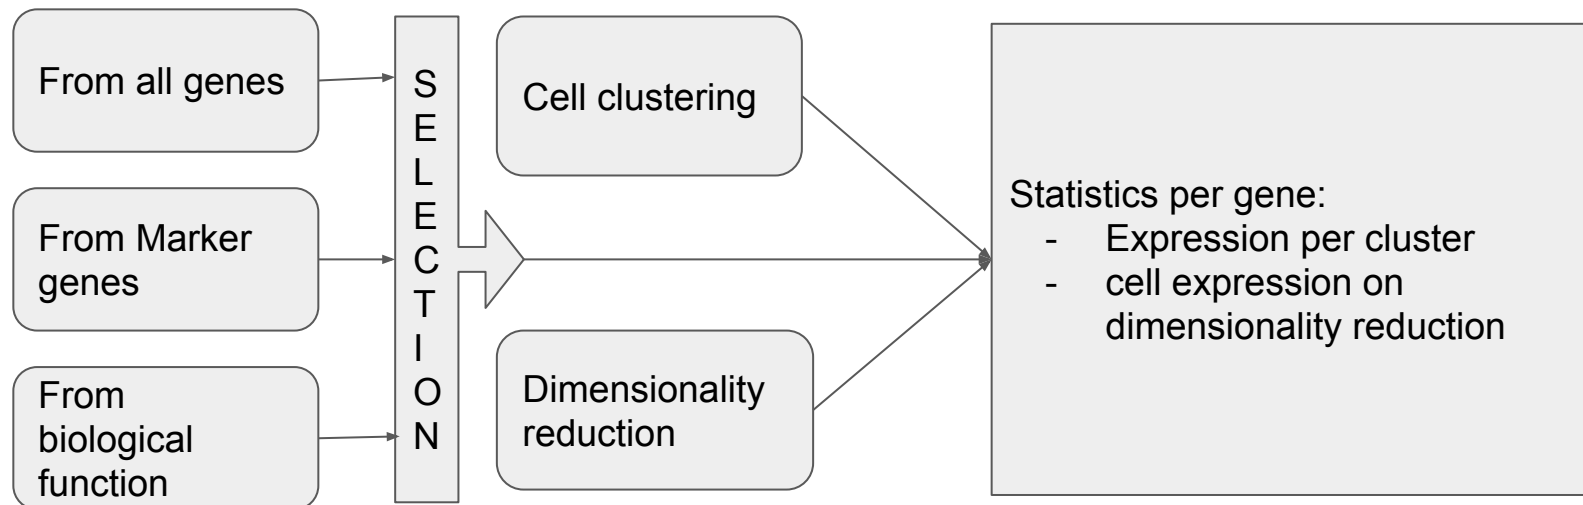 From all genes
From Marker
genes
From
biological
function
S
E
L
E
C
T
I
O
N
Cell clustering
Dimensionality
reduction
Statistics per gene:
- Expression per cluster
- cell expression on
dimensionality reduction